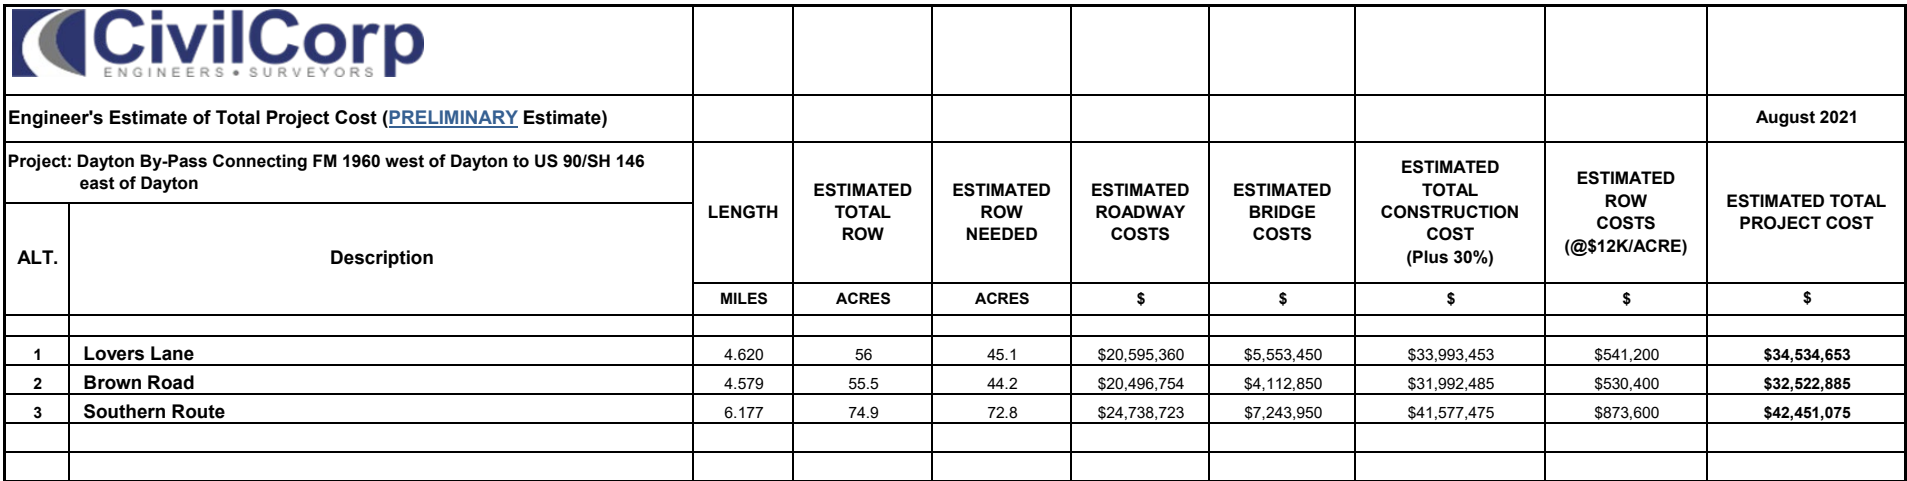 CivilCorp
ENGINEERS • SURVEYORS
Engineer's Estimate of Total Project Cost (PRELIMINARY Estimate)
August 2021
Project: Dayton By-Pass Connecting FM 1960 west of Dayton to US 90/SH 146
east of Dayton
ALT.
Description
LENGTH
ESTIMATED
TOTAL
ROW
ESTIMATED
ROW
NEEDED
ESTIMATED
ROADWAY
COSTS
ESTIMATED
BRIDGE
COSTS
ESTIMATED
TOTAL
CONSTRUCTION
COST
(Plus 30%)
ESTIMATED
ROW
COSTS
(@$12K/ACRE)
ESTIMATED TOTAL
PROJECT COST
MILES ACRES ACRES $ $ $ $ $
1 Lovers Lane 4.620 56 45.1 $20,595,360 $5,553,450 $33,993,453 $541,200 $34,534,653
2 Brown Road 4.579 55.5 44.2 $20,496,754 $4,112,850 $31,992,485 $530,400 $32,522,885
3 Southern Route 6.177 74.9 72.8 $24,738,723 $7,243,950 $41,577,475 $873,600 $42,451,075